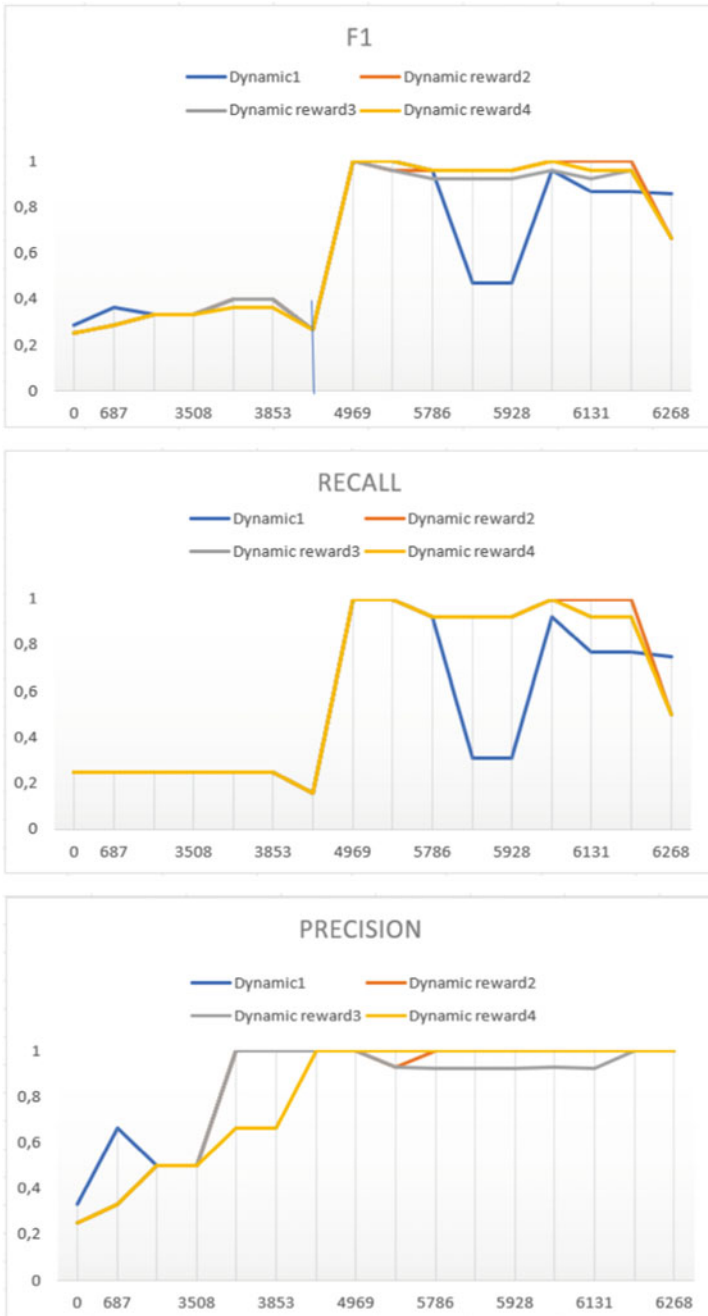 F1
Dynamic1 Dynamic reward2
Dynamic reward3 Dynamic reward4
1
0,8
0,6
0,4
0,2
0
0 687 3508 3853 4969 5786 5928 6131 6268
RECALL
Dynamic1 Dynamic reward2
Dynamic reward3 Dynamic reward4
1
0,8
0,6
0,4
0,2
0
0 687 3508 3853 4969 5786 5928 6131 6268
PRECISION
Dynamic1 Dynamic reward2
Dynamic reward3 Dynamic reward4
1
0,8
0,6
0,4
0,2
0
0 687 3508 3853 4969 5786 5928 6131 6268